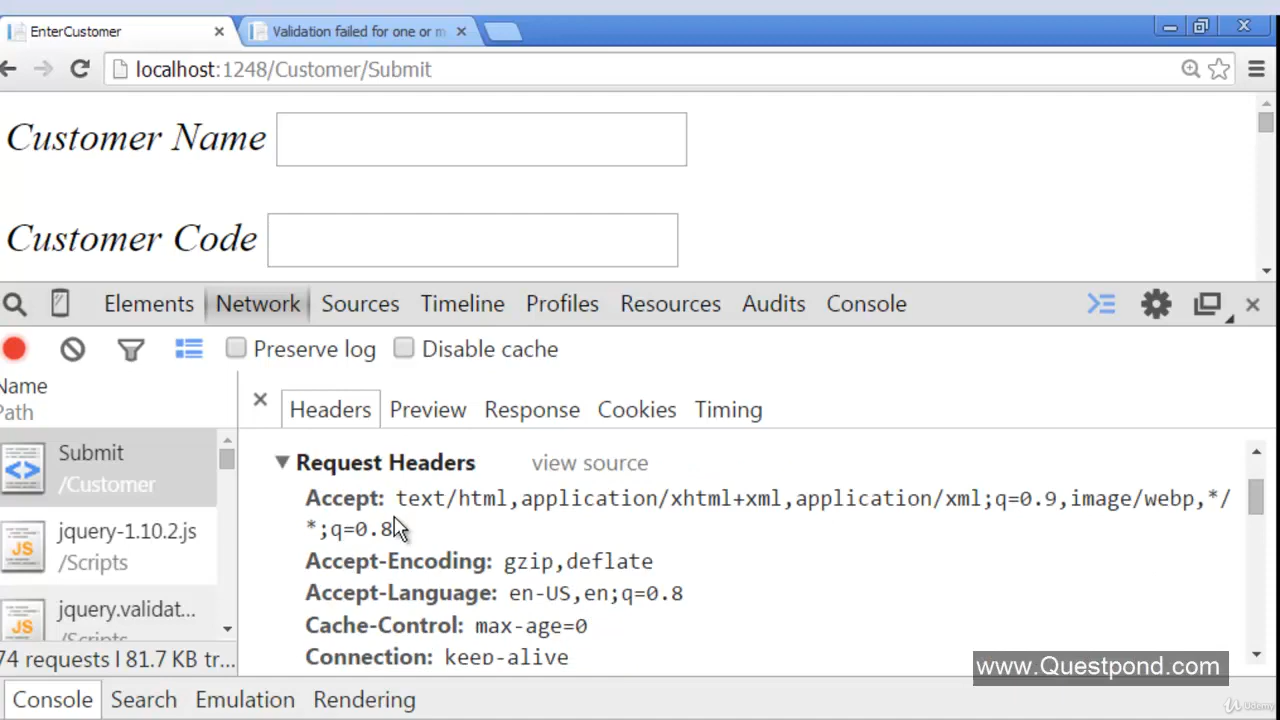 EnterCustomer
Validation failed for one or m
localhost:1248/Customer/Submit
Customer Name
Customer Code
Elements Network Sources Timeline Profiles Resources Audits Console
Preserve log Disable cache
Name
Path
Headers Preview Response Cookies Timing
Submit
/Customer
jquery-1.10.2.js
/Scripts
jquery.validat...
/Scripts
74 requests l 81.7 KB tr...
Request Headers view source
Accept: text/html,application/xhtml+xml,application/xml;q=0.9,image/webp,*/
*;q=0.8
Accept-Encoding: gzip,deflate
Accept-Language: en-US,en;q=0.8
Cache-Control: max-age=0
Connection: keep-alive
www.Questpond.com
Console Search Emulation Rendering
Udemy